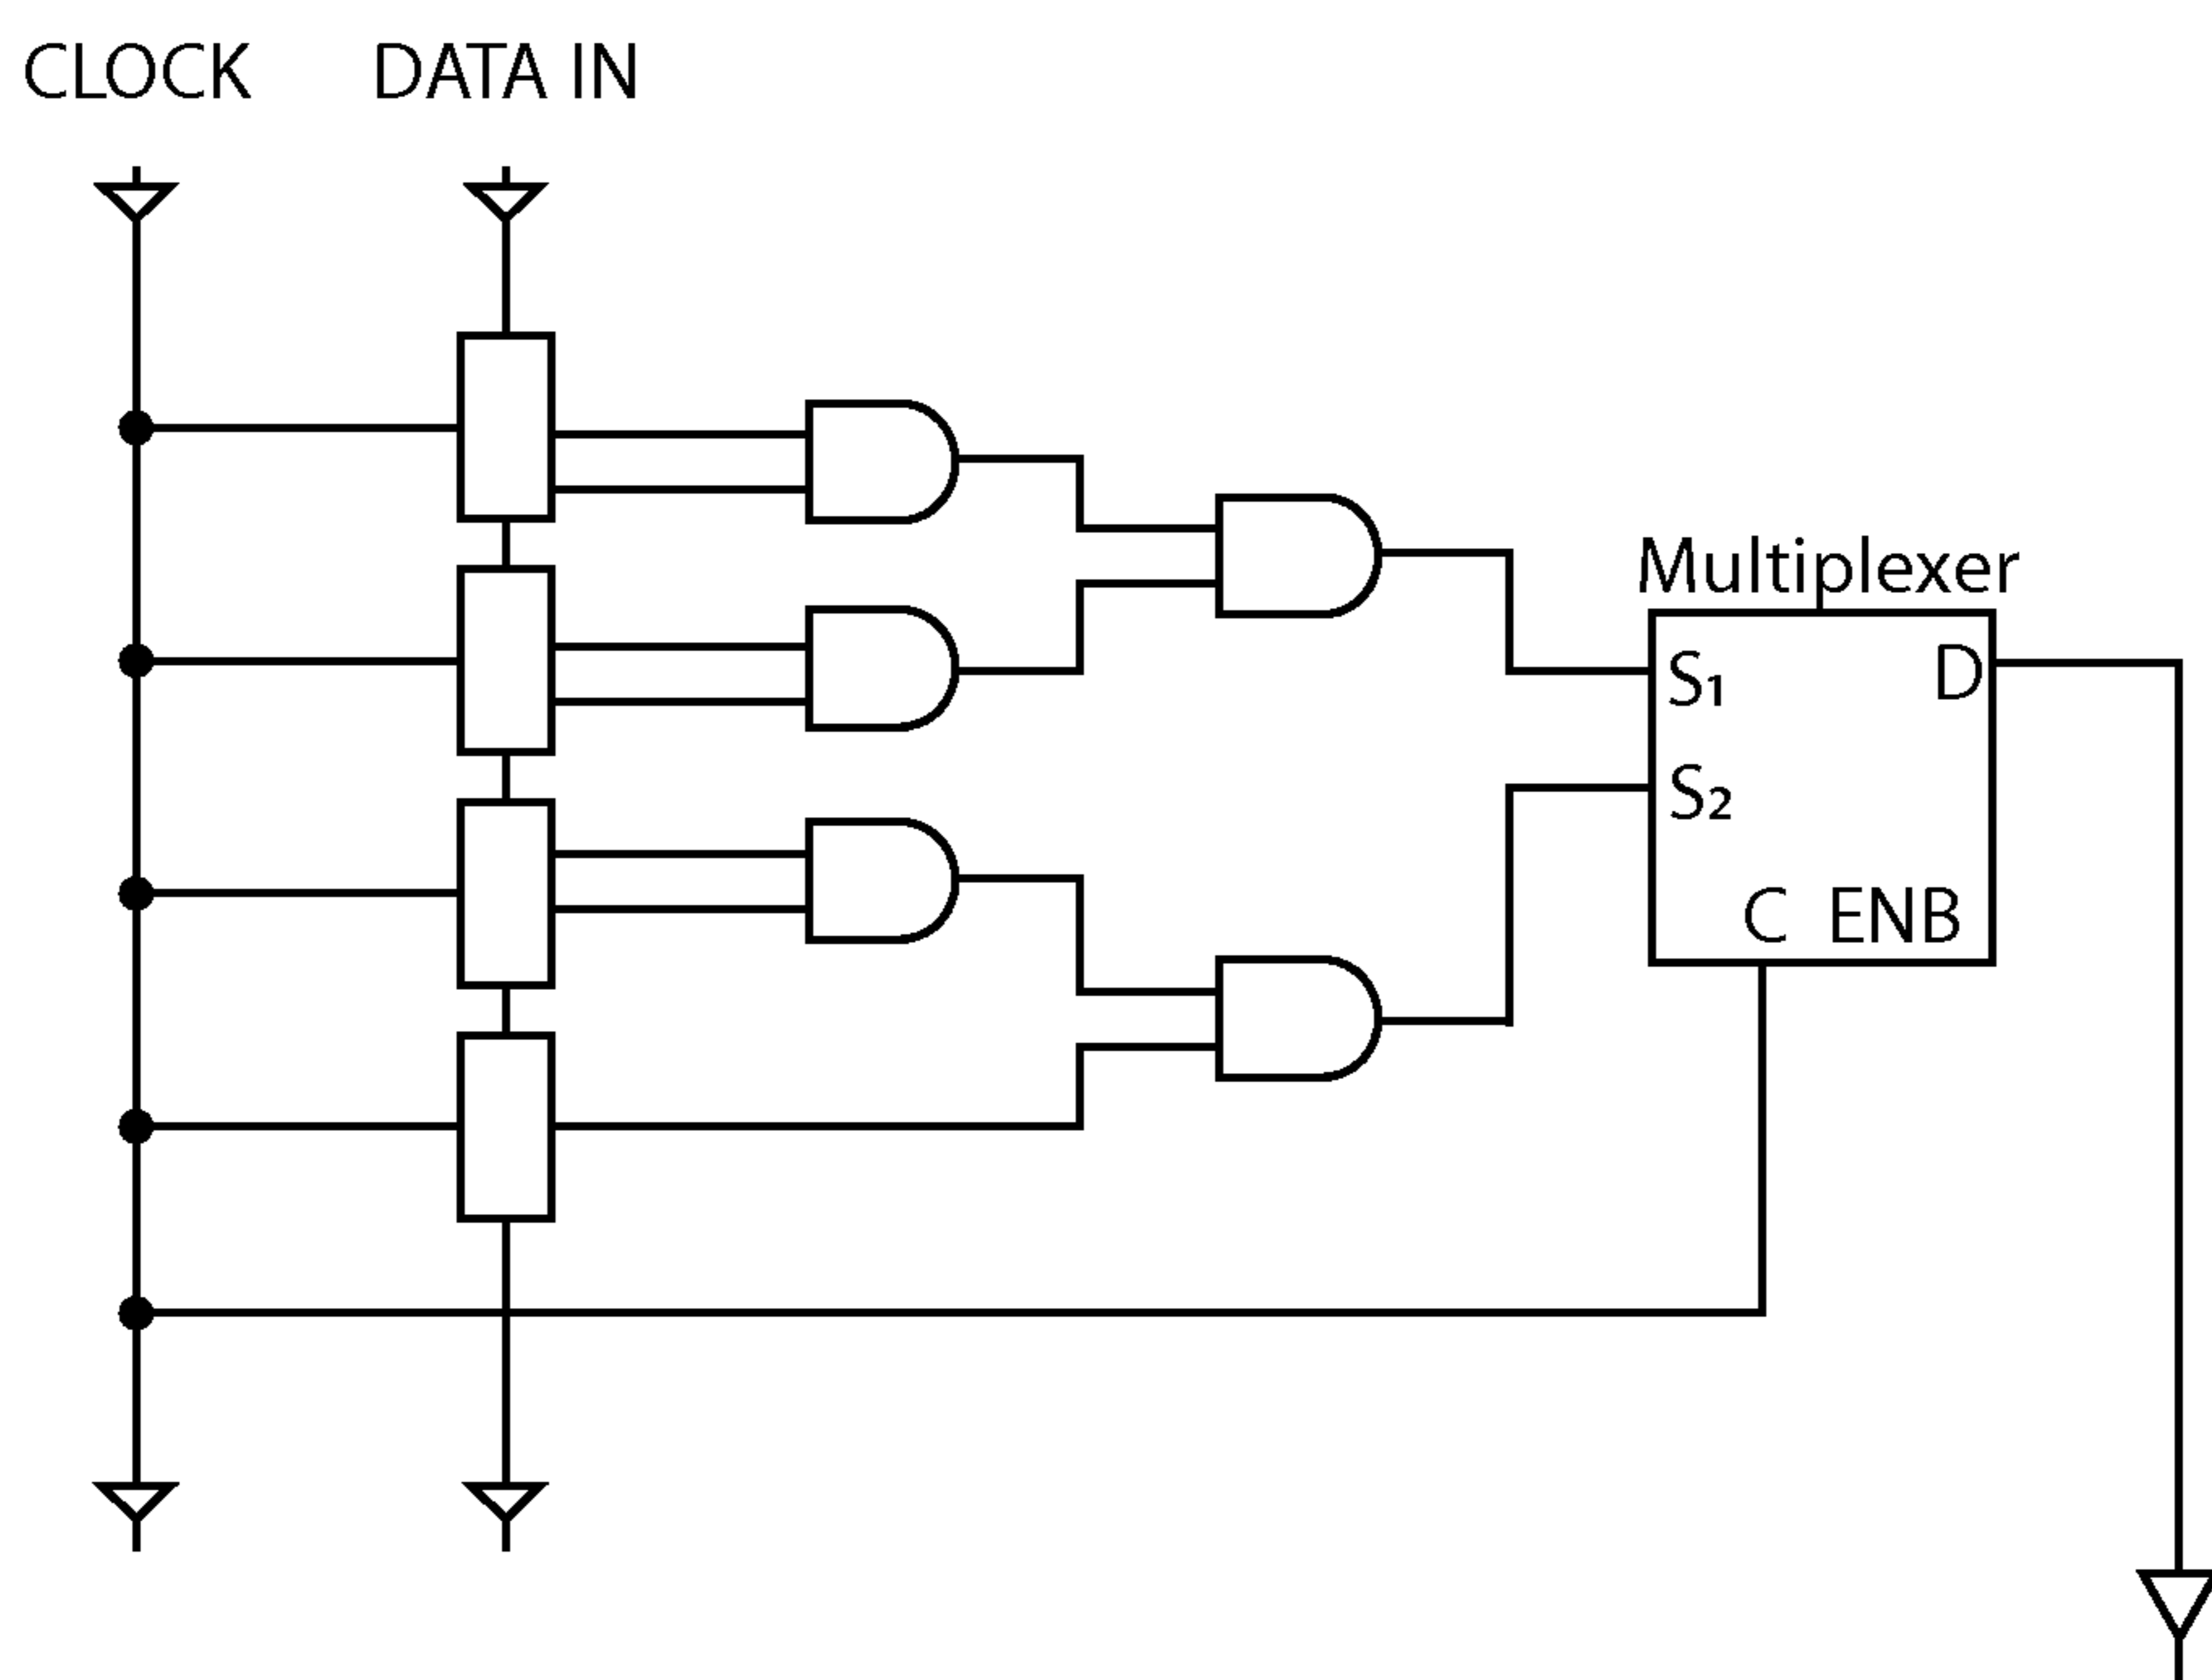 CLOCK DATA IN
Multiplexer
S₁ D
S₂
C ENB